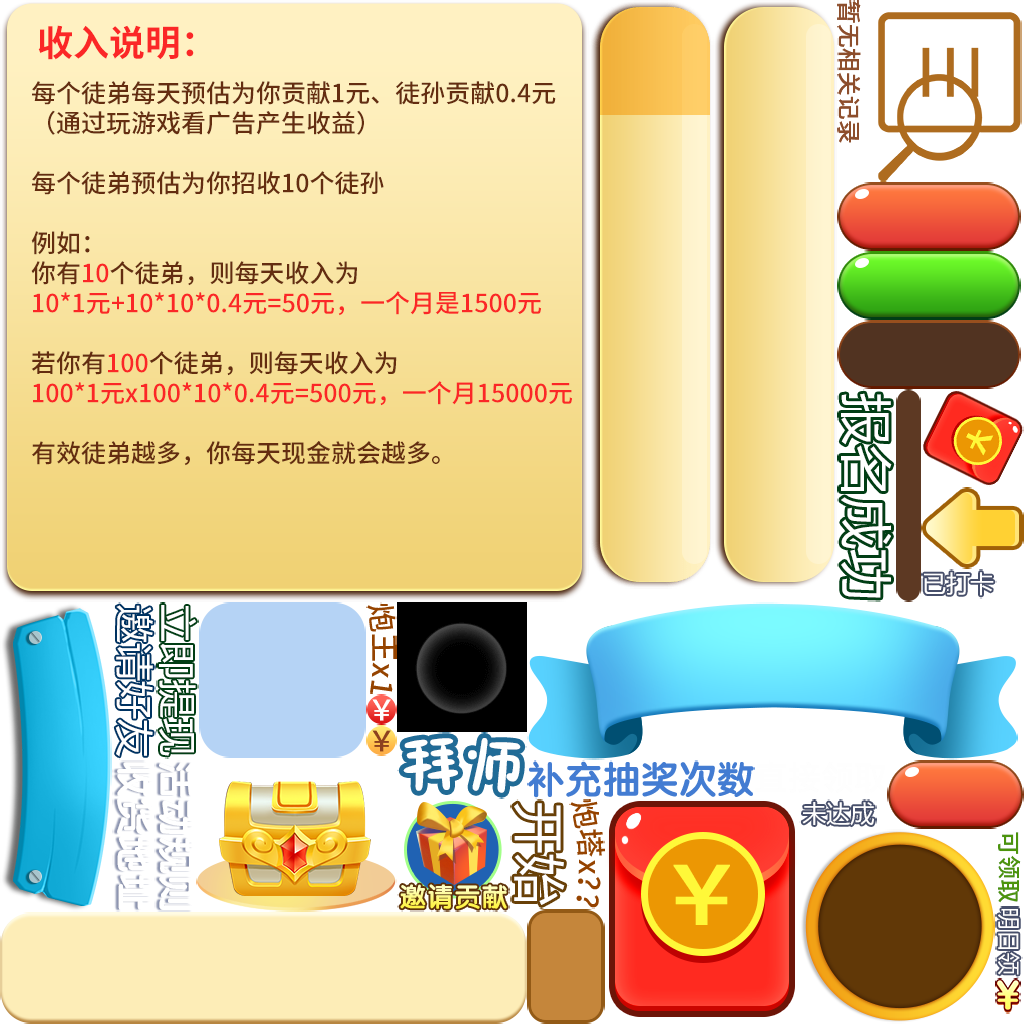 收入说明：
每个徒弟每天预估为你贡献1元、徒孙贡献0.4元
（通过玩游戏看广告产生收益）
每个徒弟预估为你招收10个徒孙
例如：
你有10个徒弟，则每天收入为
10*1元+10*10*0.4元=50元，一个月是1500元
若你有100个徒弟，则每天收入为
100*1元x100*10*0.4元=500元，一个月15000元
有效徒弟越多，你每天现金就会越多。
暂无相关记录
¥
报名成功
已打卡
立即提现
邀请好友
炮王x1
¥
¥
拜师
补充抽奖次数
活动规则
收货地址
邀请贡献
开始
炮塔x??
¥
未达成
可领取
明日领
¥